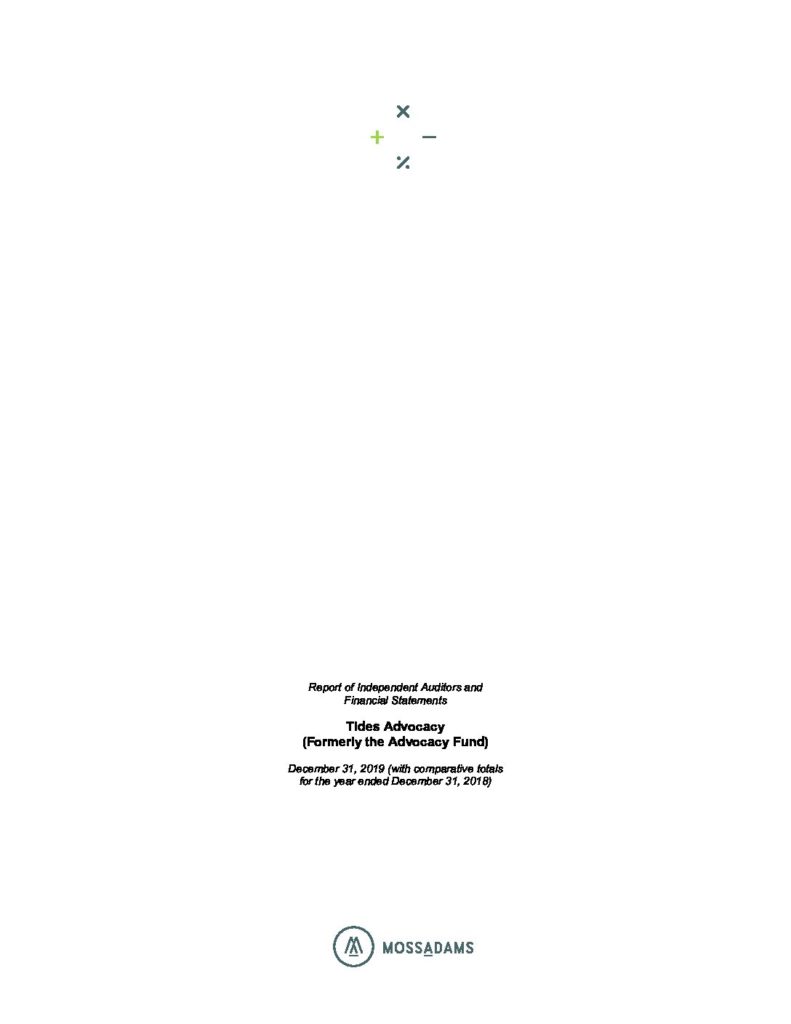 Report of Independent Auditors and
Financial Statements
Tides Advocacy
(Formerly the Advocacy Fund)
December 31, 2019 (with comparative totals
for the year ended December 31, 2018)
MOSSADAMS